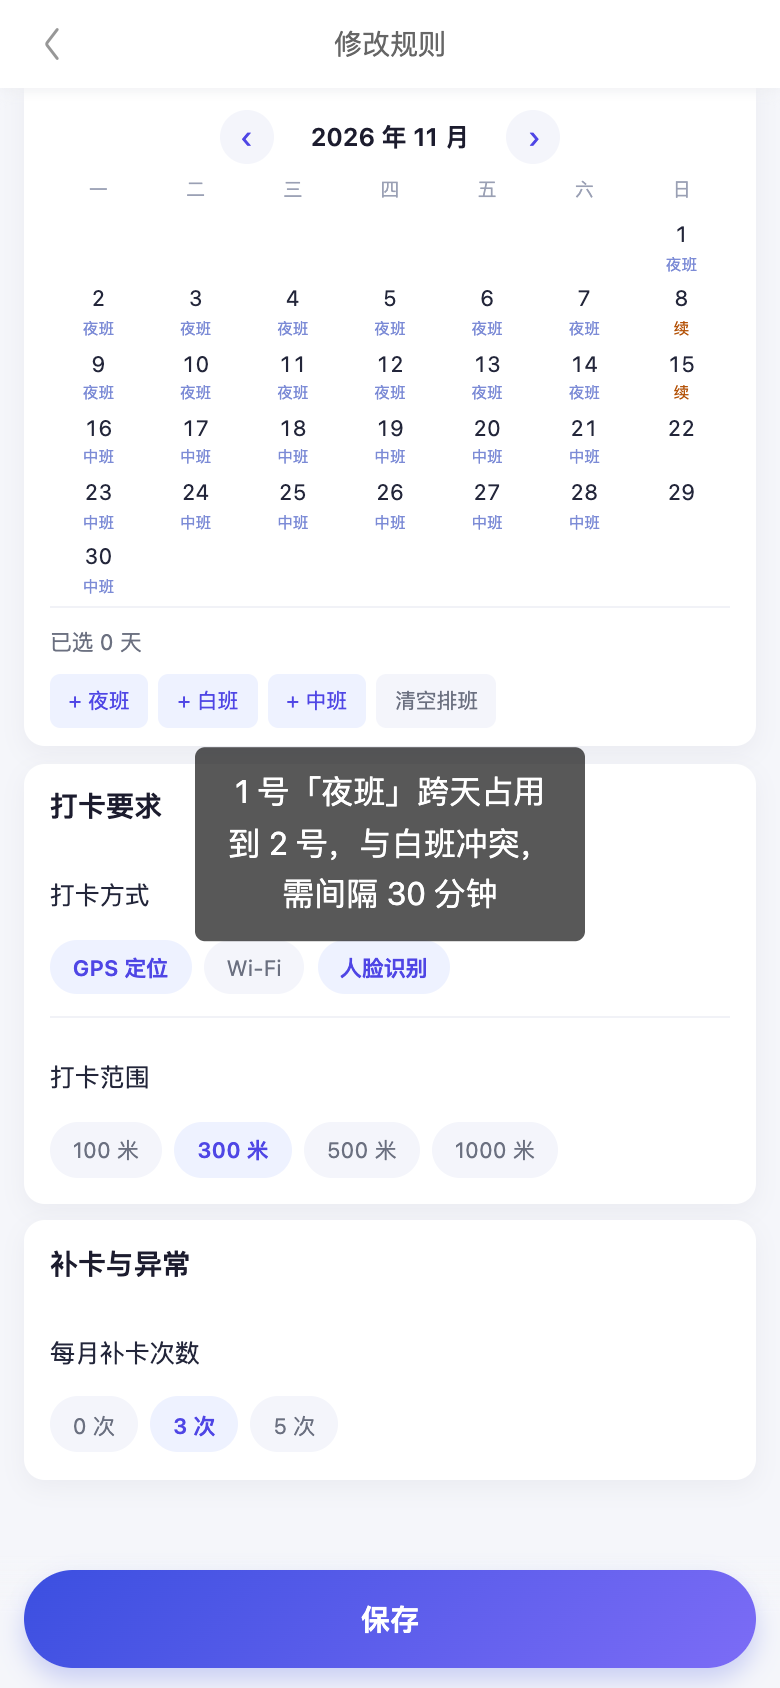 修改规则
‹ 2026 年 11 月 ›
一 二 三 四 五 六 日
1
夜班
2 3 4 5 6 7 8
夜班 夜班 夜班 夜班 夜班 夜班 续
9 10 11 12 13 14 15
夜班 夜班 夜班 夜班 夜班 夜班 续
16 17 18 19 20 21 22
中班 中班 中班 中班 中班 中班
23 24 25 26 27 28 29
中班 中班 中班 中班 中班 中班
30
中班
已选 0 天
+ 夜班 + 白班 + 中班 清空排班
1 号「夜班」跨天占用
到 2 号，与白班冲突，
需间隔 30 分钟
打卡要求
打卡方式
GPS 定位 Wi-Fi 人脸识别
打卡范围
100 米 300 米 500 米 1000 米
补卡与异常
每月补卡次数
0 次 3 次 5 次
保存